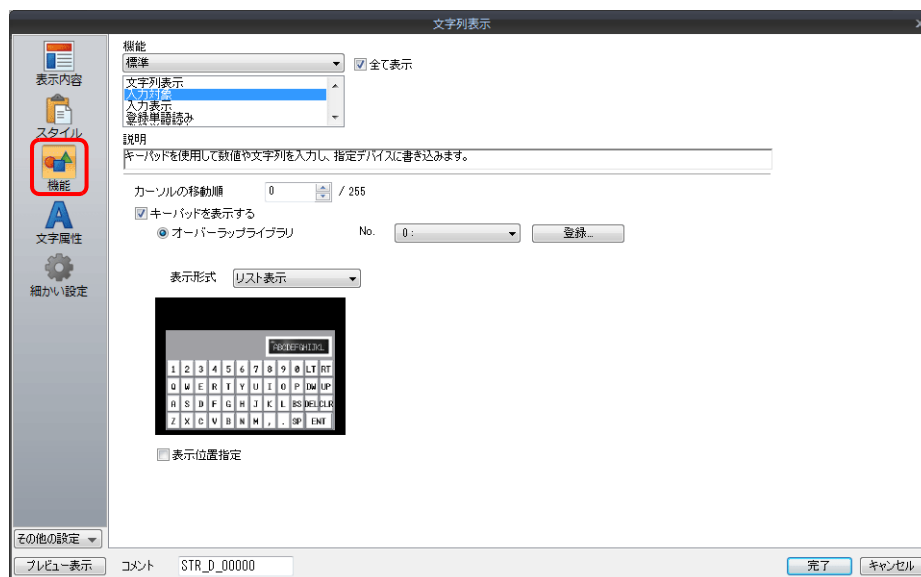 文字列表示
表示内容
スタイル
機能
文字属性
細かい設定
その他の設定
プレビュー表示
機能
標準
全て表示
文字列表示
入力対象
入力表示
登録単語読み
説明
キーパッドを使用して数値や文字列を入力し、指定デバイスに書き込みます。
カーソルの移動順 0 / 255
キーパッドを表示する
オーバーラップライブラリ No. 0 : 登録...
表示形式 リスト表示
ABCDEFGHIJKL
1 2 3 4 5 6 7 8 9 0 LT RT
Q W E R T Y U I O P DW UP
A S D F G H J K L BS DEL CLR
Z X C V B N M , . SP ENT
表示位置指定
コメント STR_D_00000
完了 キャンセル